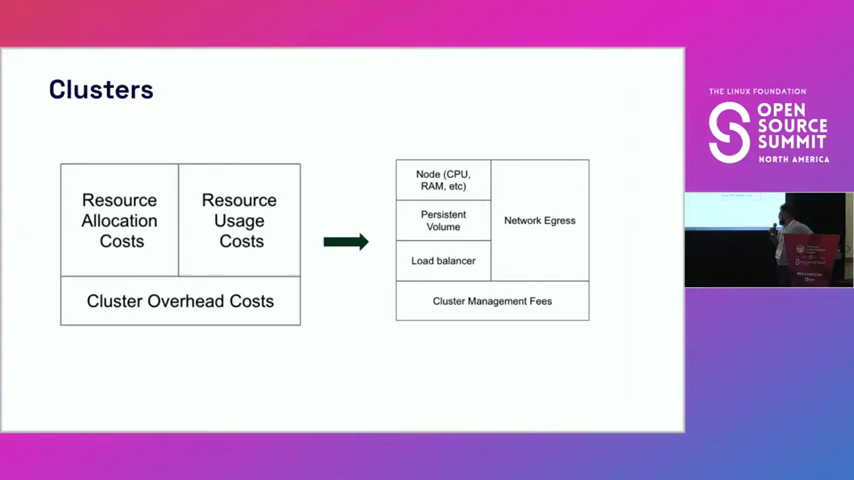 Clusters
Resource
Allocation
Costs
Resource
Usage
Costs
Cluster Overhead Costs
Node (CPU,
RAM, etc)
Persistent
Volume
Load balancer
Network Egress
Cluster Management Fees
THE LINUX FOUNDATION
OPEN
SOURCE
SUMMIT
NORTH AMERICA